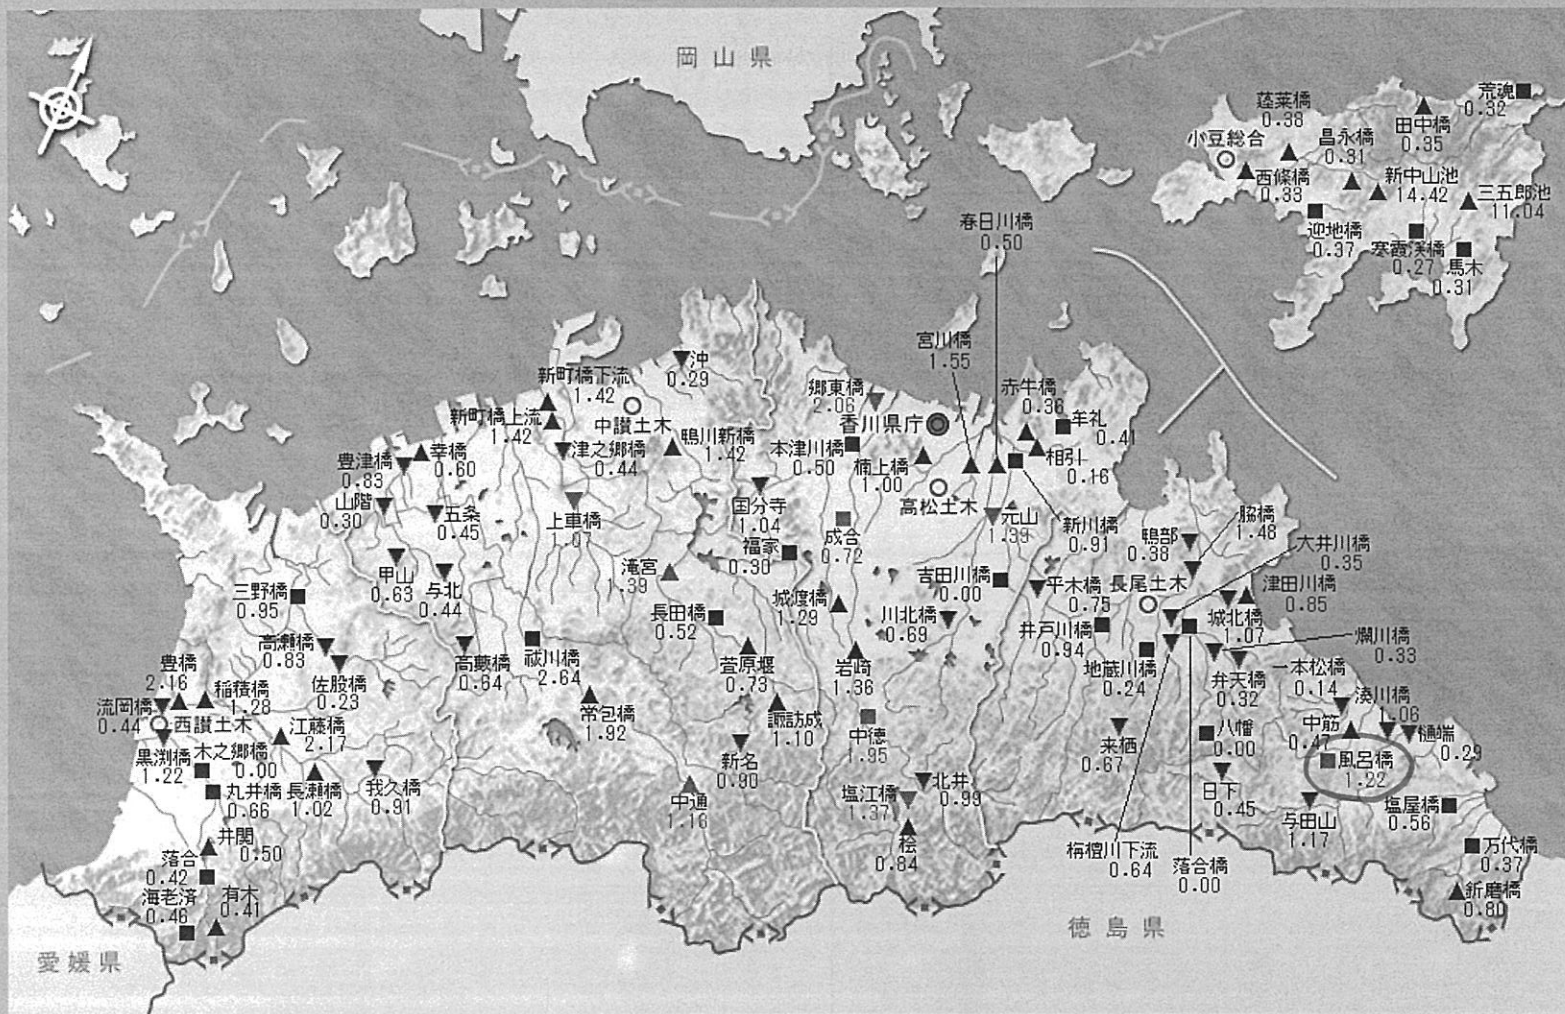 岡山県
荒魂
0.32
蓬莱橋
0.38
田中橋
0.35
小豆総合
昌永橋
0.31
西條橋
0.33
新中山池
14.42
三五郎池
11.04
迎地橋
0.37
寒霞渓橋
0.27
馬木
0.31
春日川橋
0.50
宮川橋
1.55
沖
0.29
新町橋下流
1.42
郷東橋
2.06
赤牛橋
0.36
新町橋上流
1.42
中讃土木
香川県庁
牟礼
0.41
鴨川新橋
1.42
本津川橋
0.50
幸橋
0.60
豊津橋
0.83
津之郷橋
0.44
楠上橋
1.00
相引
0.16
山階
0.30
五条
0.45
上車橋
1.07
国分寺
1.04
高松土木
元山
1.39
新川橋
0.91
脇橋
1.48
成合
0.72
鴨部
0.38
大井川橋
0.35
福家
0.30
甲山
0.63
与北
0.44
滝宮
1.39
吉田川橋
0.00
平木橋
0.75
長尾土木
津田川橋
0.85
三野橋
0.95
長田橋
0.52
城渡橋
1.29
川北橋
0.69
井戸川橋
0.94
城北橋
1.07
爛川橋
0.33
高瀬橋
0.83
高藪橋
0.64
祓川橋
2.64
萱原堰
0.73
岩崎
1.36
地蔵川橋
0.24
弁天橋
0.32
一本松橋
0.14
豊橋
2.16
稲積橋
1.28
佐股橋
0.23
湊川橋
1.06
流岡橋
0.44
西讃土木
江藤橋
2.17
常包橋
1.92
諏訪成
1.10
中徳
1.95
来栖
0.67
八幡
0.00
中筋
0.47
樋端
0.29
黒渕橋
1.22
木之郷橋
0.00
新名
0.90
風呂橋
1.22
丸井橋
0.66
長瀬橋
1.02
我久橋
0.91
中通
1.16
塩江橋
1.37
北井
0.99
日下
0.45
与田山
1.17
塩屋橋
0.56
井関
0.50
桧
0.84
栴檀川下流
0.64
落合橋
0.00
万代橋
0.37
落合
0.42
海老済
0.46
有木
0.41
新磨橋
0.80
徳島県
愛媛県